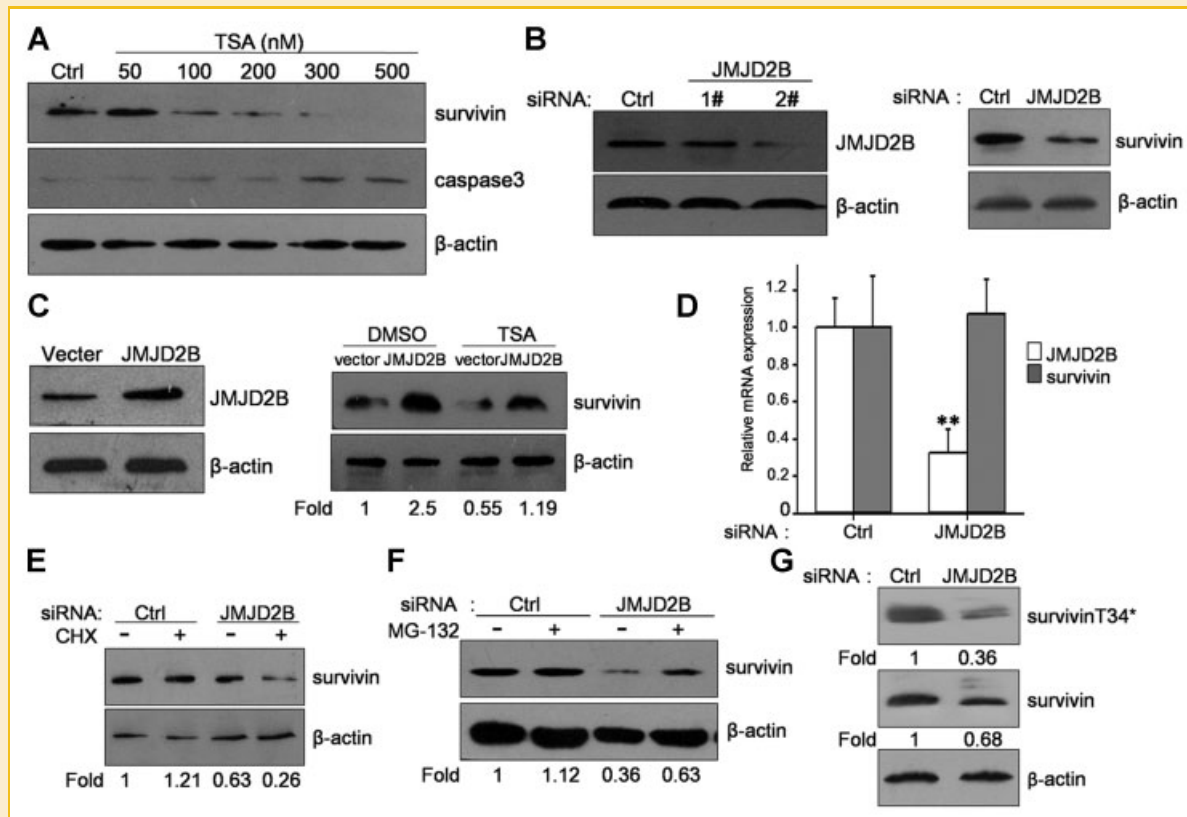 A
TSA (nM)
Ctrl 50 100 200 300 500
survivin
caspase3
β-actin
B
JMJD2B
siRNA: Ctrl 1# 2#
JMJD2B
β-actin
siRNA : Ctrl JMJD2B
survivin
β-actin
C
Vecter JMJD2B
JMJD2B
β-actin
DMSO TSA
vector JMJD2B vector JMJD2B
survivin
β-actin
Fold 1 2.5 0.55 1.19
D
Relative mRNA expression
1.2
1.0
0.8
0.6
0.4
0.2
0
**
JMJD2B
survivin
siRNA : Ctrl JMJD2B
E
siRNA: Ctrl JMJD2B
CHX - + - +
survivin
β-actin
Fold 1 1.21 0.63 0.26
F
siRNA : Ctrl JMJD2B
MG-132 - + - +
survivin
β-actin
Fold 1 1.12 0.36 0.63
G
siRNA : Ctrl JMJD2B
survivinT34*
Fold 1 0.36
survivin
Fold 1 0.68
β-actin